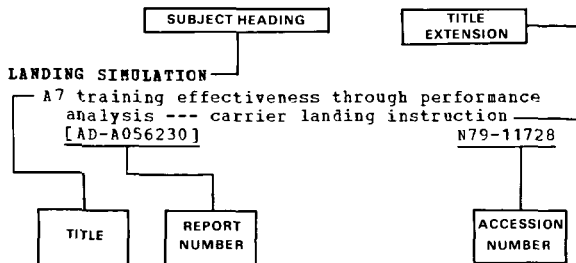 SUBJECT HEADING
TITLE
EXTENSION
LANDING SIMULATION
A7 training effectiveness through performance
analysis --- carrier landing instruction
[AD-A056230]
N79-11728
TITLE
REPORT
NUMBER
ACCESSION
NUMBER